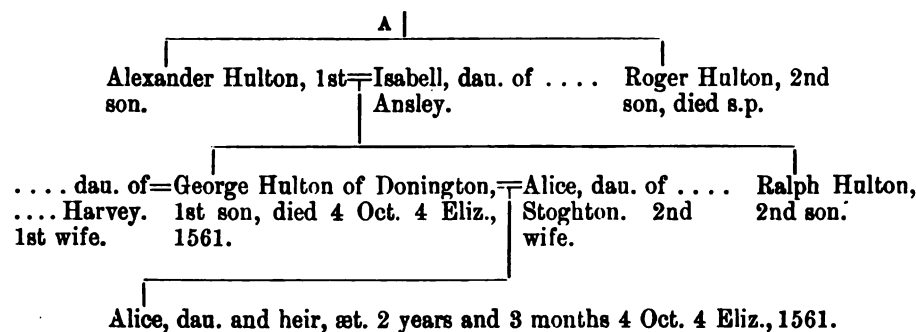 A
Alexander Hulton, 1st=Isabell, dau. of .... Roger Hulton, 2nd
son. Ansley. son, died s.p.
.... dau. of=George Hulton of Donington,=Alice, dau. of .... Ralph Hulton,
.... Harvey. 1st son, died 4 Oct. 4 Eliz., Stoghton. 2nd 2nd son.
1st wife. 1561. wife.
Alice, dau. and heir, æt. 2 years and 3 months 4 Oct. 4 Eliz., 1561.